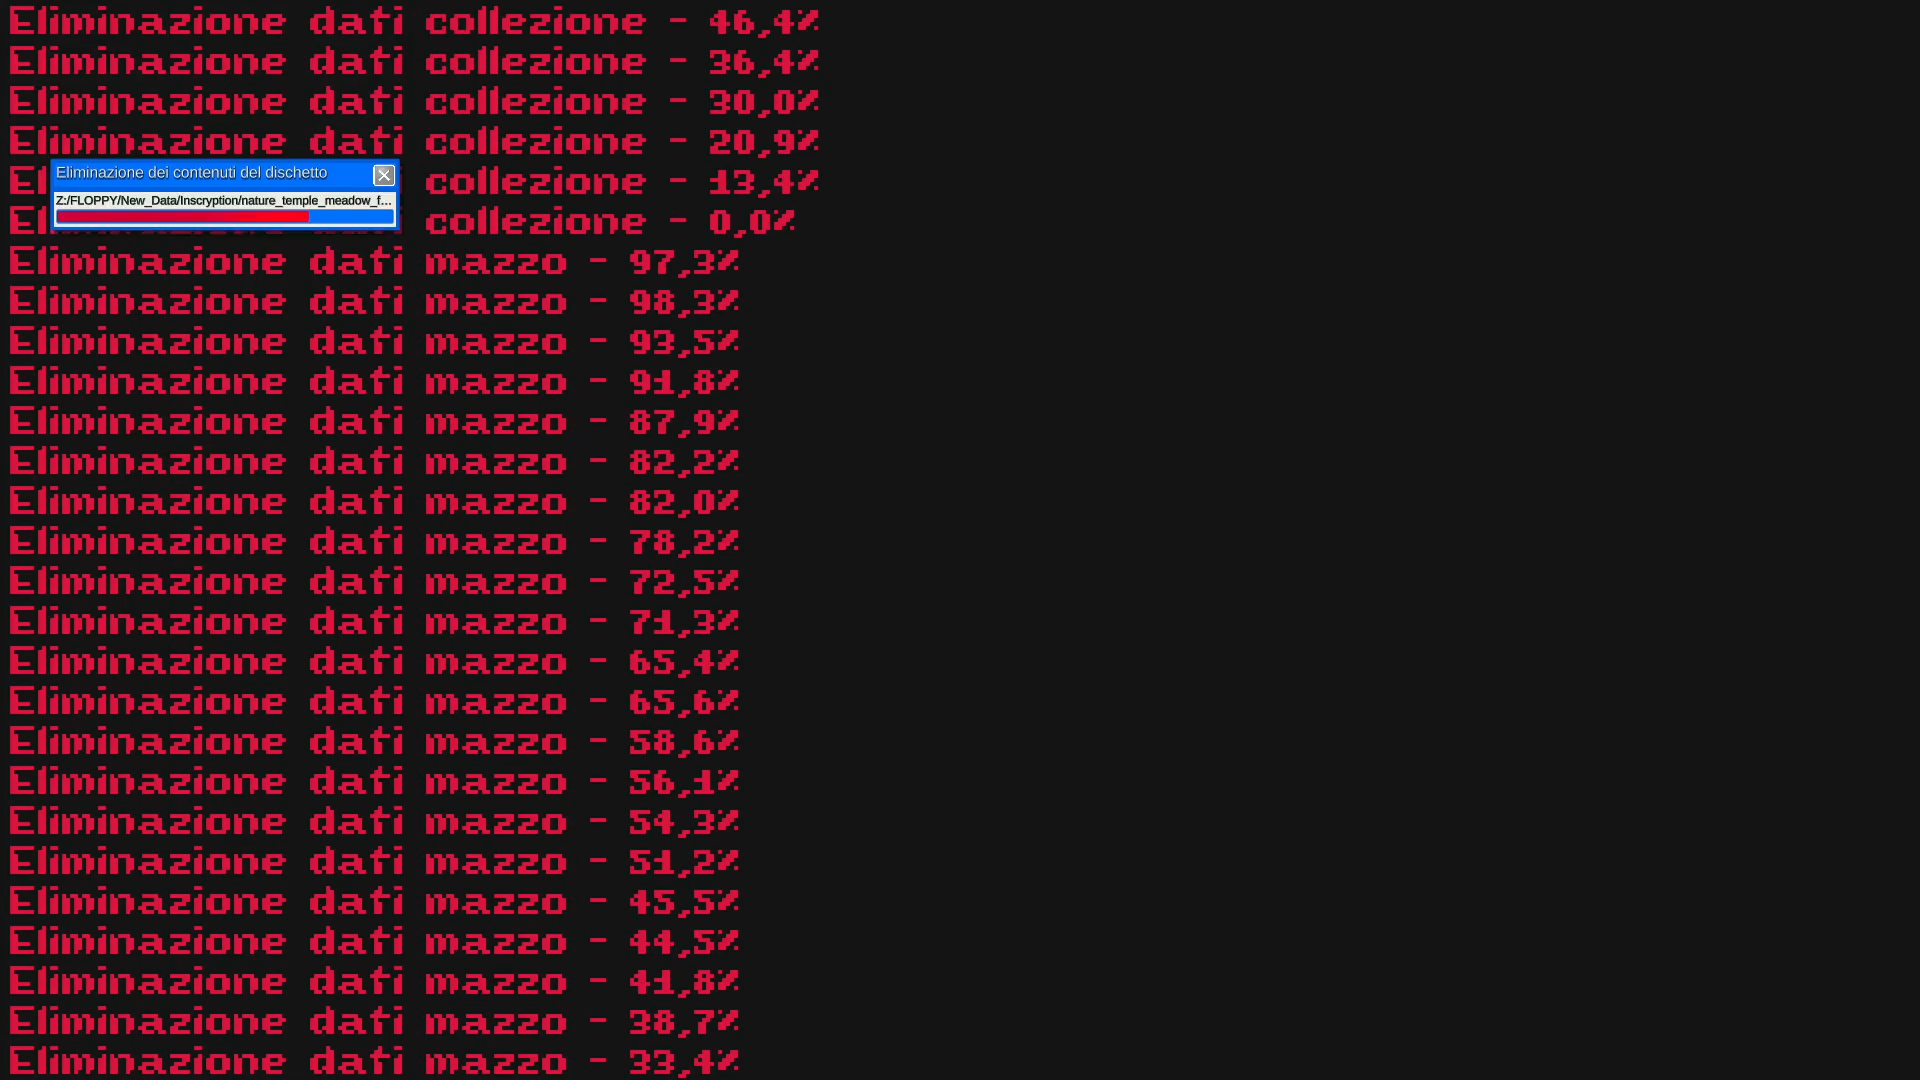 Eliminazione dati collezione - 46,4%
Eliminazione dati collezione - 36,4%
Eliminazione dati collezione - 30,0%
Eliminazione dati collezione - 20,9%
Eliminazione dei contenuti del dischetto
Z:/FLOPPY/New_Data/Inscryption/nature_temple_meadow_f...
El collezione - 13,4%
El collezione - 0,0%
Eliminazione dati mazzo - 97,3%
Eliminazione dati mazzo - 98,3%
Eliminazione dati mazzo - 93,5%
Eliminazione dati mazzo - 91,8%
Eliminazione dati mazzo - 87,9%
Eliminazione dati mazzo - 82,2%
Eliminazione dati mazzo - 82,0%
Eliminazione dati mazzo - 78,2%
Eliminazione dati mazzo - 72,5%
Eliminazione dati mazzo - 71,3%
Eliminazione dati mazzo - 65,4%
Eliminazione dati mazzo - 65,6%
Eliminazione dati mazzo - 58,6%
Eliminazione dati mazzo - 56,1%
Eliminazione dati mazzo - 54,3%
Eliminazione dati mazzo - 51,2%
Eliminazione dati mazzo - 45,5%
Eliminazione dati mazzo - 44,5%
Eliminazione dati mazzo - 41,8%
Eliminazione dati mazzo - 38,7%
Eliminazione dati mazzo - 33,4%